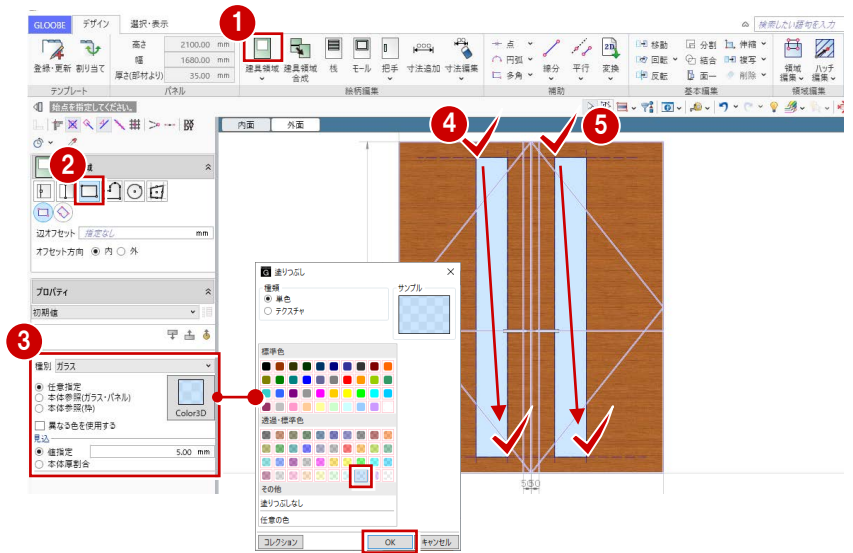 GLOOBE デザイン 選択・表示
検索したい語句を入力
高さ 2100.00 mm
幅 1680.00 mm
厚さ(部材より) 35.00 mm
登録・更新 割り当て
テンプレート
パネル
建具領域 建具領域合成 桟 モール 把手 寸法追加 寸法編集
絵柄編集
点
円弧
多角
線分 平行 変換
補助
移動 分割 伸縮
回転 結合 複写
反転 面一 削除
基本編集
領域編集 ハッチ編集
領域編集
始点を指定してください。
内面 外面
1
2
域
辺オフセット 指定なし mm
オフセット方向 内 外
プロパティ
初期値
3
種別 ガラス
任意指定
本体参照(ガラス・パネル)
本体参照(枠)
Color3D
異なる色を使用する
見込
値指定 5.00 mm
本体厚割合
塗りつぶし
種類
単色
テクスチャ
サンプル
標準色
透過・標準色
その他
塗りつぶしなし
任意の色
コレクション OK キャンセル
4
5